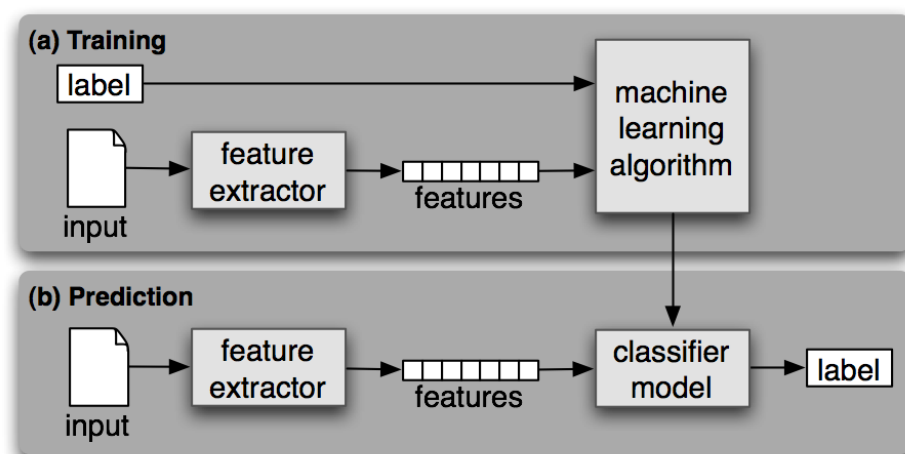 (a) Training
label
machine
learning
algorithm
feature
extractor
features
input
(b) Prediction
feature
extractor
features
classifier
model
label
input